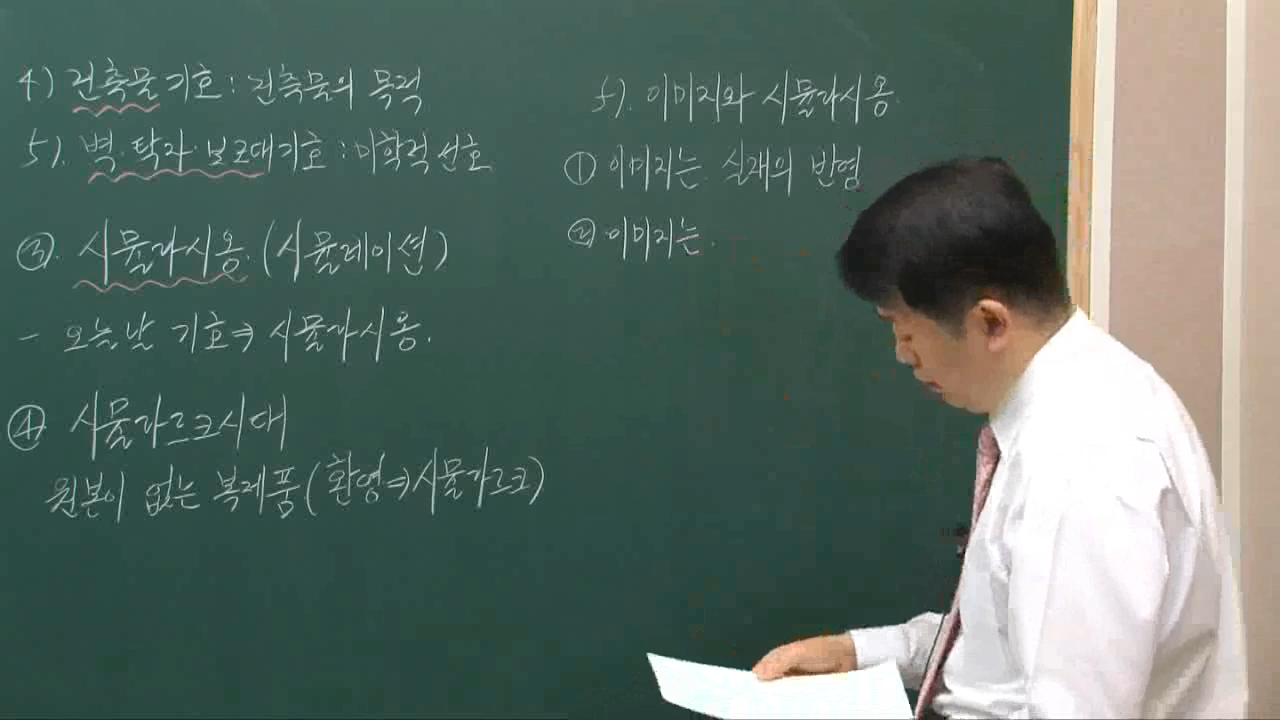 4) 건축물기호 : 건축물의 목적
5). 벽·탁자·보크대기호 : 미학적 선호
③. 시뮬라시옹. (시뮬레이션)
- 오늘날 기호⇒시뮬라시옹.
④ 시뮬라르크시대
원본이 없는 복제품(환영⇒시뮬라르크)
5). 이미지와 시뮬라시옹.
① 이미지는 실재의 반영
② 이미지는.